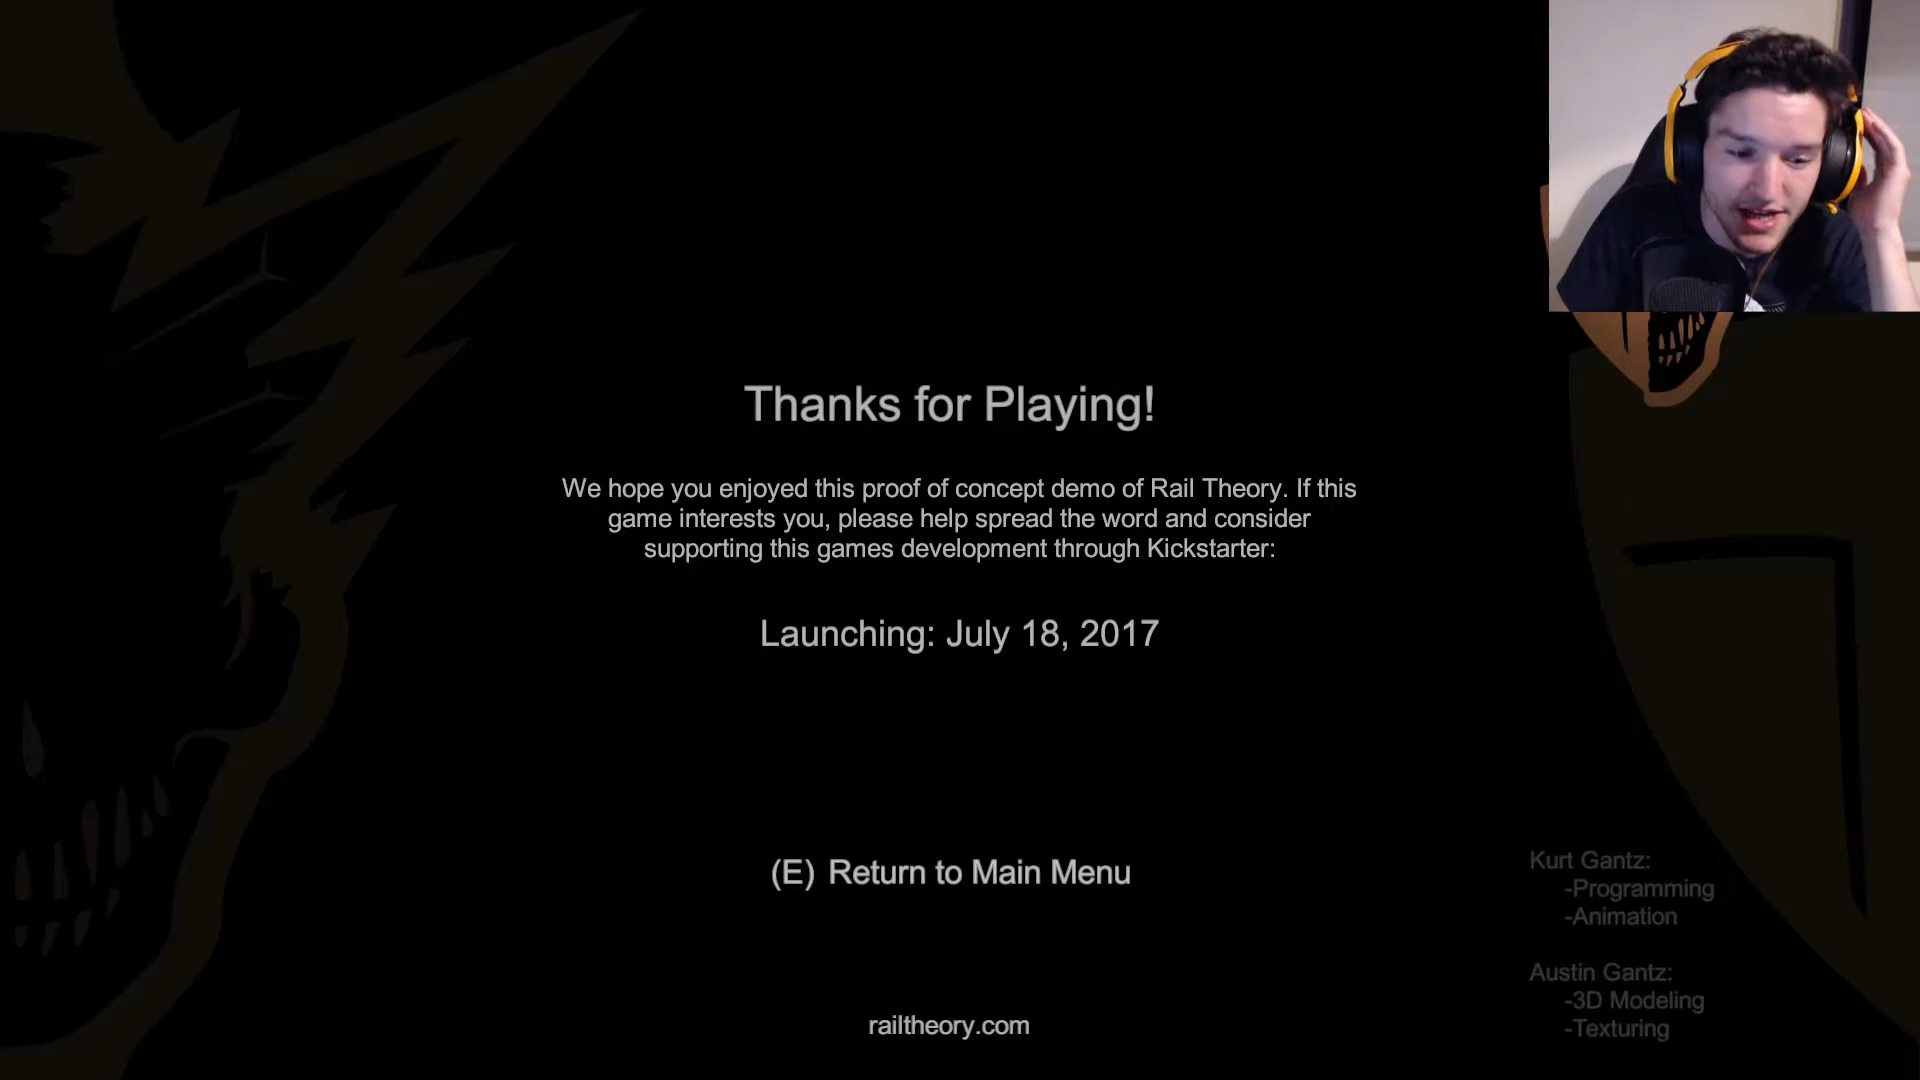 Thanks for Playing!
We hope you enjoyed this proof of concept demo of Rail Theory. If this
game interests you, please help spread the word and consider
supporting this games development through Kickstarter:
Launching: July 18, 2017
(E) Return to Main Menu
railtheory.com
Kurt Gantz:
-Programming
-Animation
Austin Gantz:
-3D Modeling
-Texturing